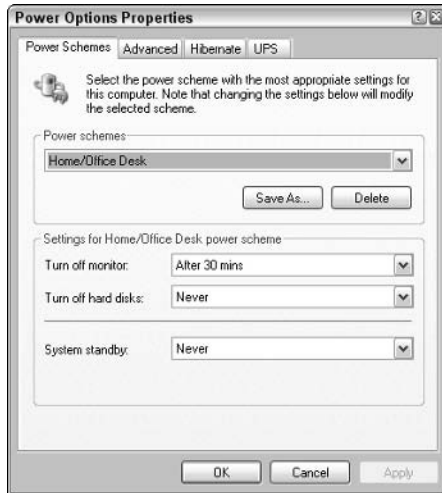 Power Options Properties
Power Schemes Advanced Hibernate UPS
Select the power scheme with the most appropriate settings for
this computer. Note that changing the settings below will modify
the selected scheme.
Power schemes
Home/Office Desk
Save As... Delete
Settings for Home/Office Desk power scheme
Turn off monitor: After 30 mins
Turn off hard disks: Never
System standby: Never
OK Cancel Apply